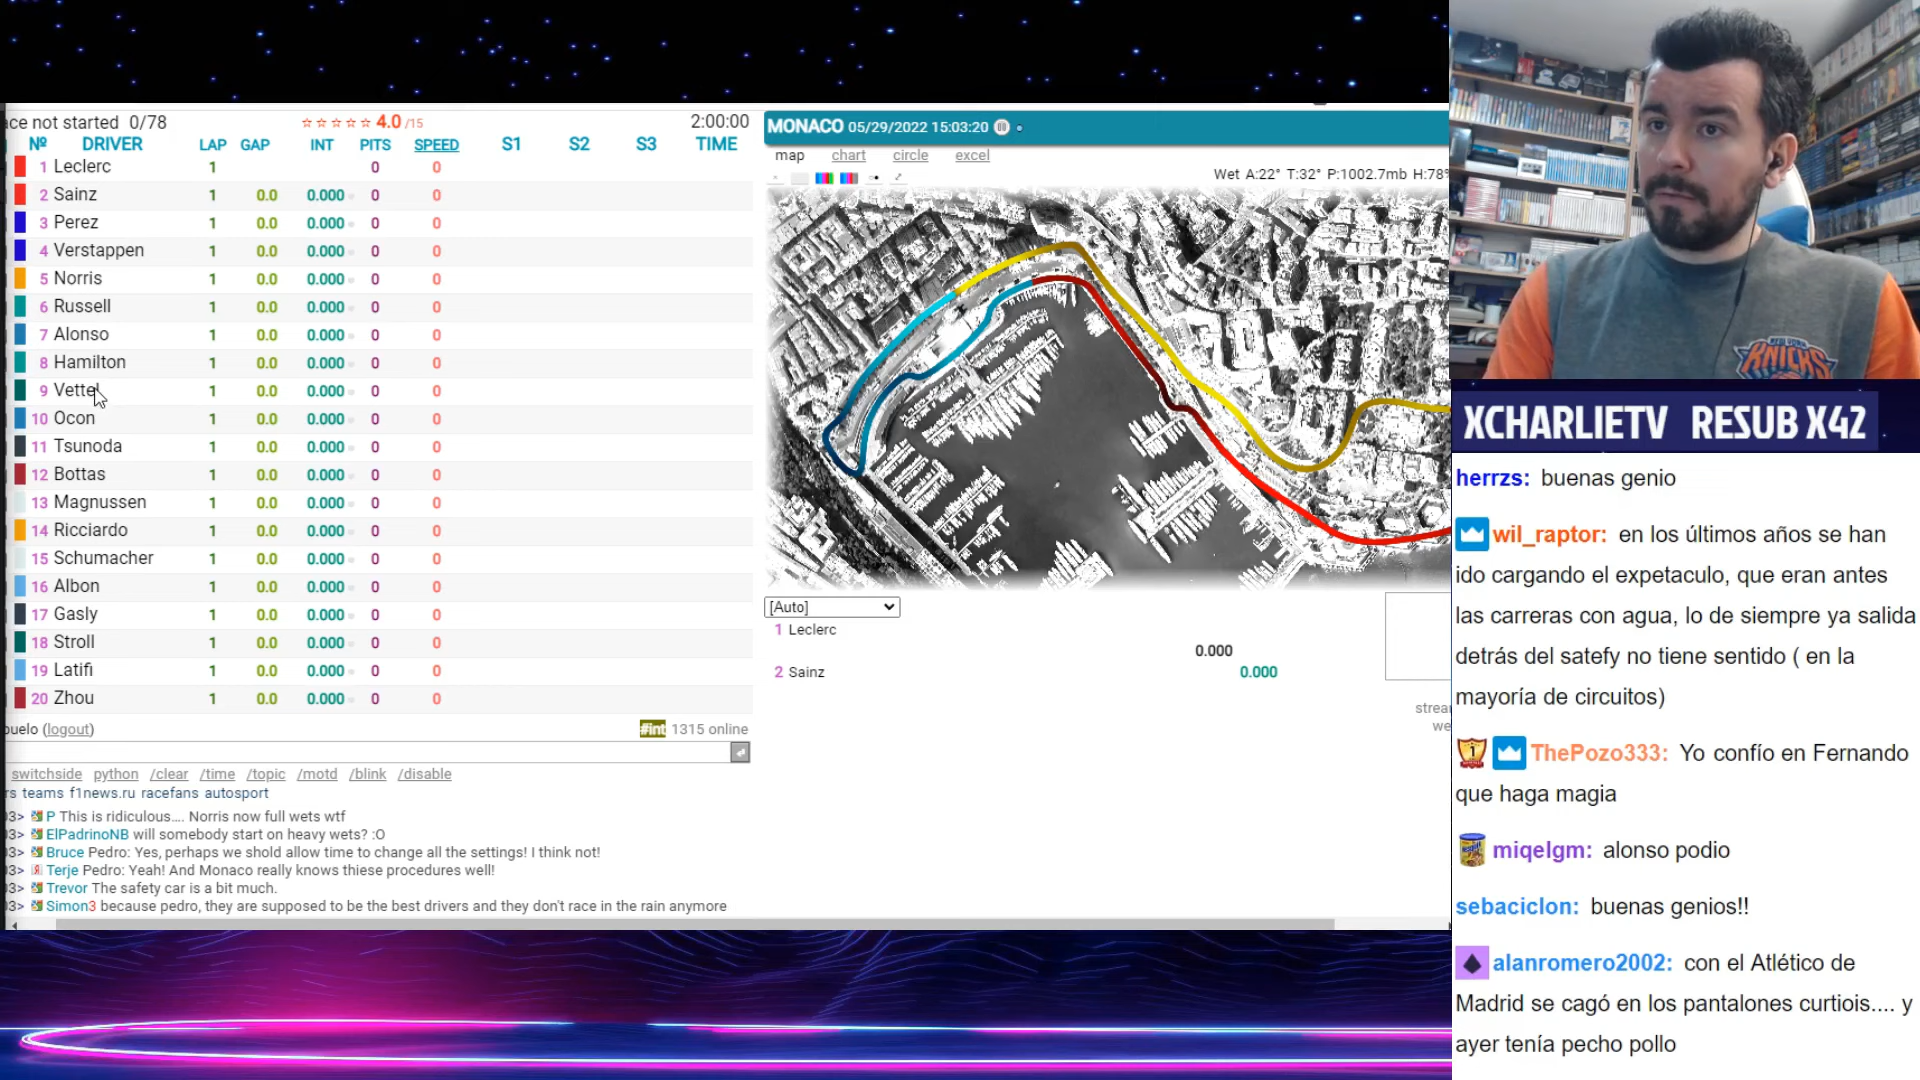 ace not started 0/78
☆☆☆☆☆ 4.0 /15
2:00:00
Nº DRIVER LAP GAP INT PITS SPEED S1 S2 S3 TIME
1 Leclerc 1 0 0
2 Sainz 1 0.0 0.000 0 0
3 Perez 1 0.0 0.000 0 0
4 Verstappen 1 0.0 0.000 0 0
5 Norris 1 0.0 0.000 0 0
6 Russell 1 0.0 0.000 0 0
7 Alonso 1 0.0 0.000 0 0
8 Hamilton 1 0.0 0.000 0 0
9 Vettel 1 0.0 0.000 0 0
10 Ocon 1 0.0 0.000 0 0
11 Tsunoda 1 0.0 0.000 0 0
12 Bottas 1 0.0 0.000 0 0
13 Magnussen 1 0.0 0.000 0 0
14 Ricciardo 1 0.0 0.000 0 0
15 Schumacher 1 0.0 0.000 0 0
16 Albon 1 0.0 0.000 0 0
17 Gasly 1 0.0 0.000 0 0
18 Stroll 1 0.0 0.000 0 0
19 Latifi 1 0.0 0.000 0 0
20 Zhou 1 0.0 0.000 0 0
buelo (logout)
#int 1315 online
switchside python /clear /time /topic /motd /blink /disable
rs teams f1news.ru racefans autosport
03> P This is ridiculous.... Norris now full wets wtf
03> ElPadrinoNB will somebody start on heavy wets? :O
03> Bruce Pedro: Yes, perhaps we shold allow time to change all the settings! I think not!
03> Terje Pedro: Yeah! And Monaco really knows thiese procedures well!
03> Trevor The safety car is a bit much.
03> Simon3 because pedro, they are supposed to be the best drivers and they don't race in the rain anymore
MONACO 05/29/2022 15:03:20
map chart circle excel
Wet A:22° T:32° P:1002.7mb H:78%
[Auto]
1 Leclerc
0.000
2 Sainz
0.000
strea
we
KNICKS
XCHARLIETV RESUB X42
herrzs: buenas genio
wil_raptor: en los últimos años se han
ido cargando el expetaculo, que eran antes
las carreras con agua, lo de siempre ya salida
detrás del satefy no tiene sentido ( en la
mayoría de circuitos)
ThePozo333: Yo confío en Fernando
que haga magia
miqelgm: alonso podio
sebaciclon: buenas genios!!
alanromero2002: con el Atlético de
Madrid se cagó en los pantalones curtiois.... y
ayer tenía pecho pollo